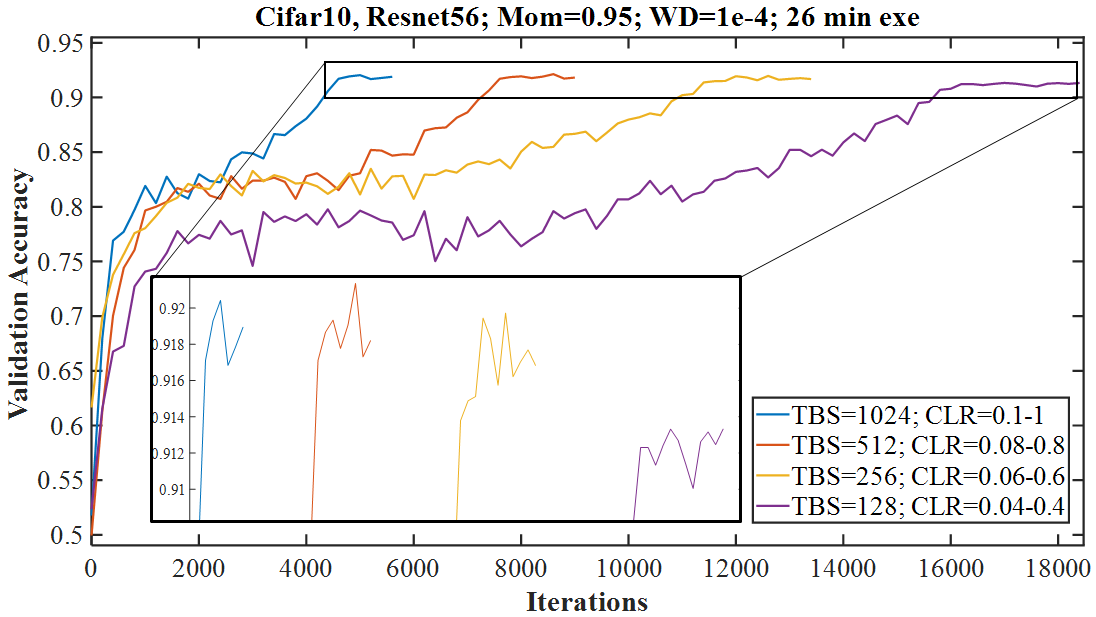 Cifar10, Resnet56; Mom=0.95; WD=1e-4; 26 min exe
0.95
0.9
0.85
0.8
0.75
0.7
0.65
0.6
0.55
0.5
Validation Accuracy
0.92
0.918
0.916
0.914
0.912
0.91
TBS=1024; CLR=0.1-1
TBS=512; CLR=0.08-0.8
TBS=256; CLR=0.06-0.6
TBS=128; CLR=0.04-0.4
0 2000 4000 6000 8000 10000 12000 14000 16000 18000
Iterations